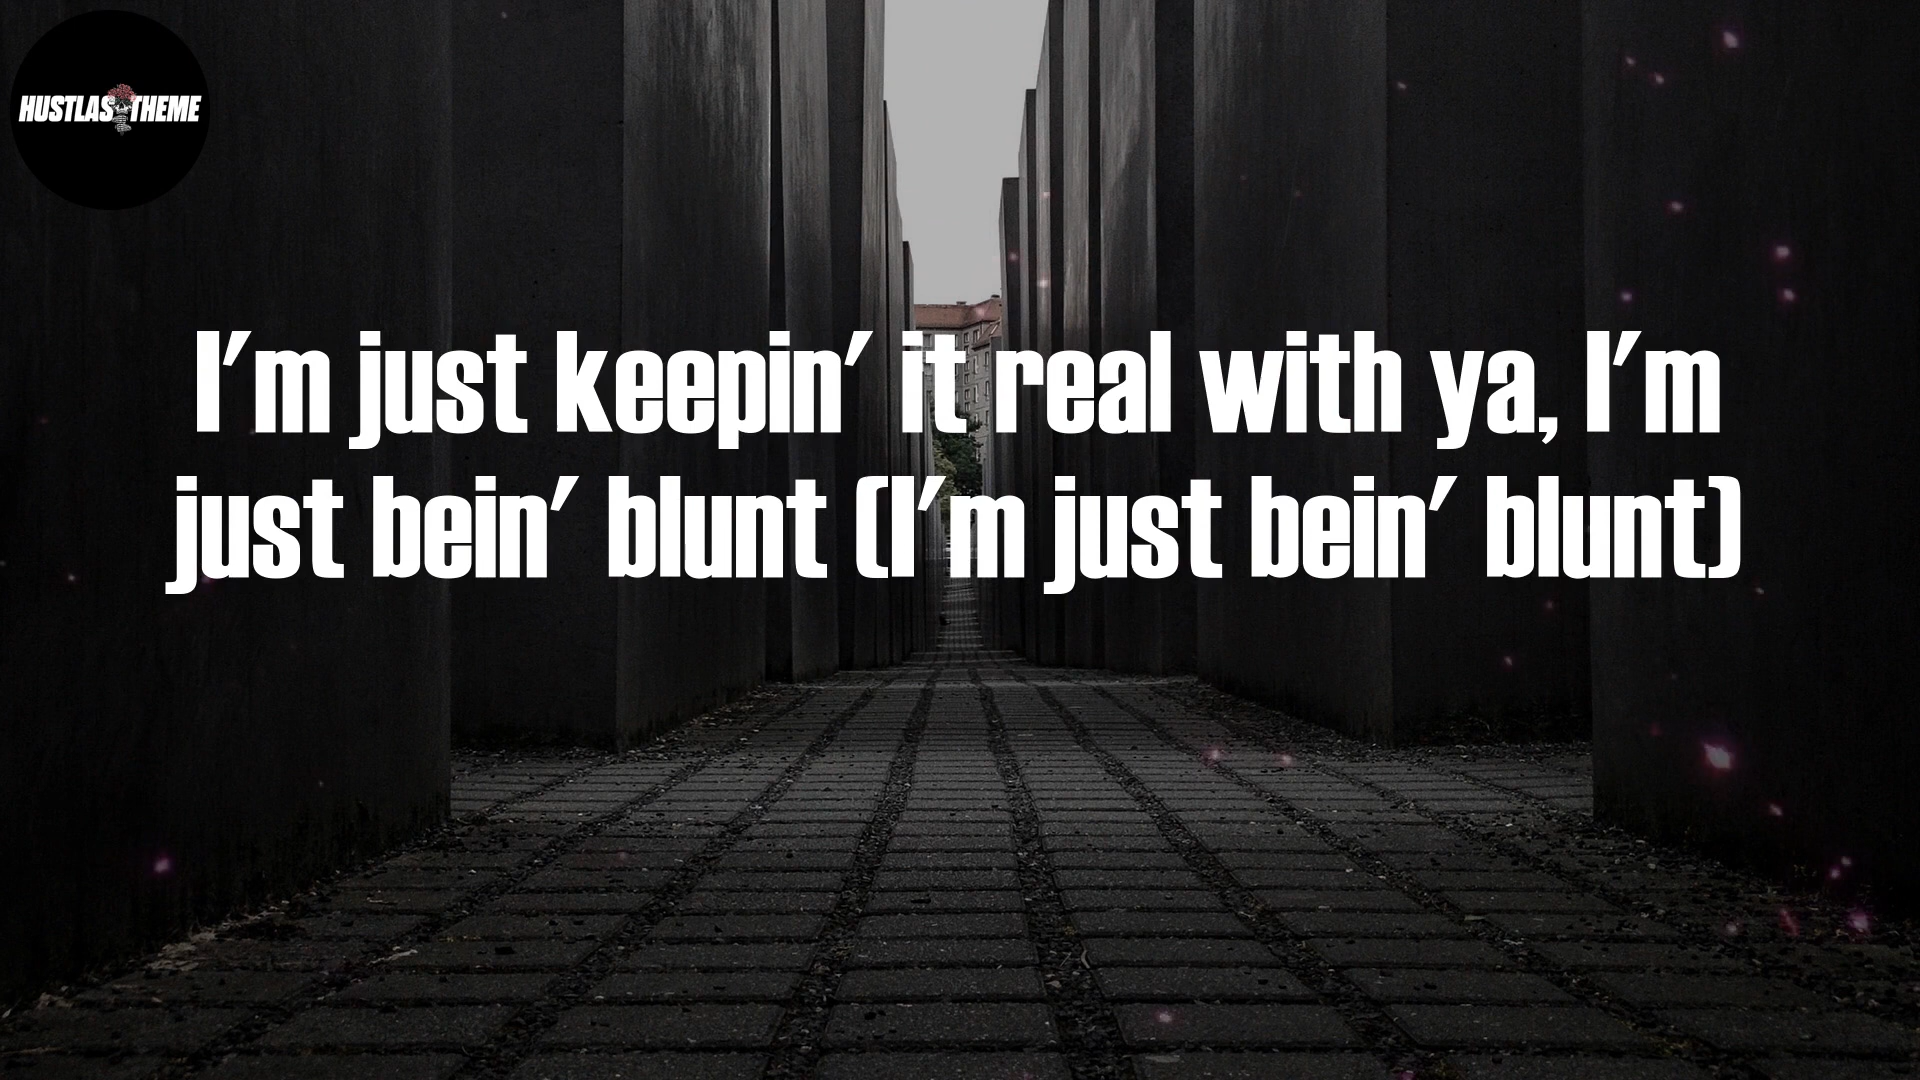 HUSTLAS THEME
I'm just keepin' it real with ya, I'm
just bein' blunt (I'm just bein' blunt)